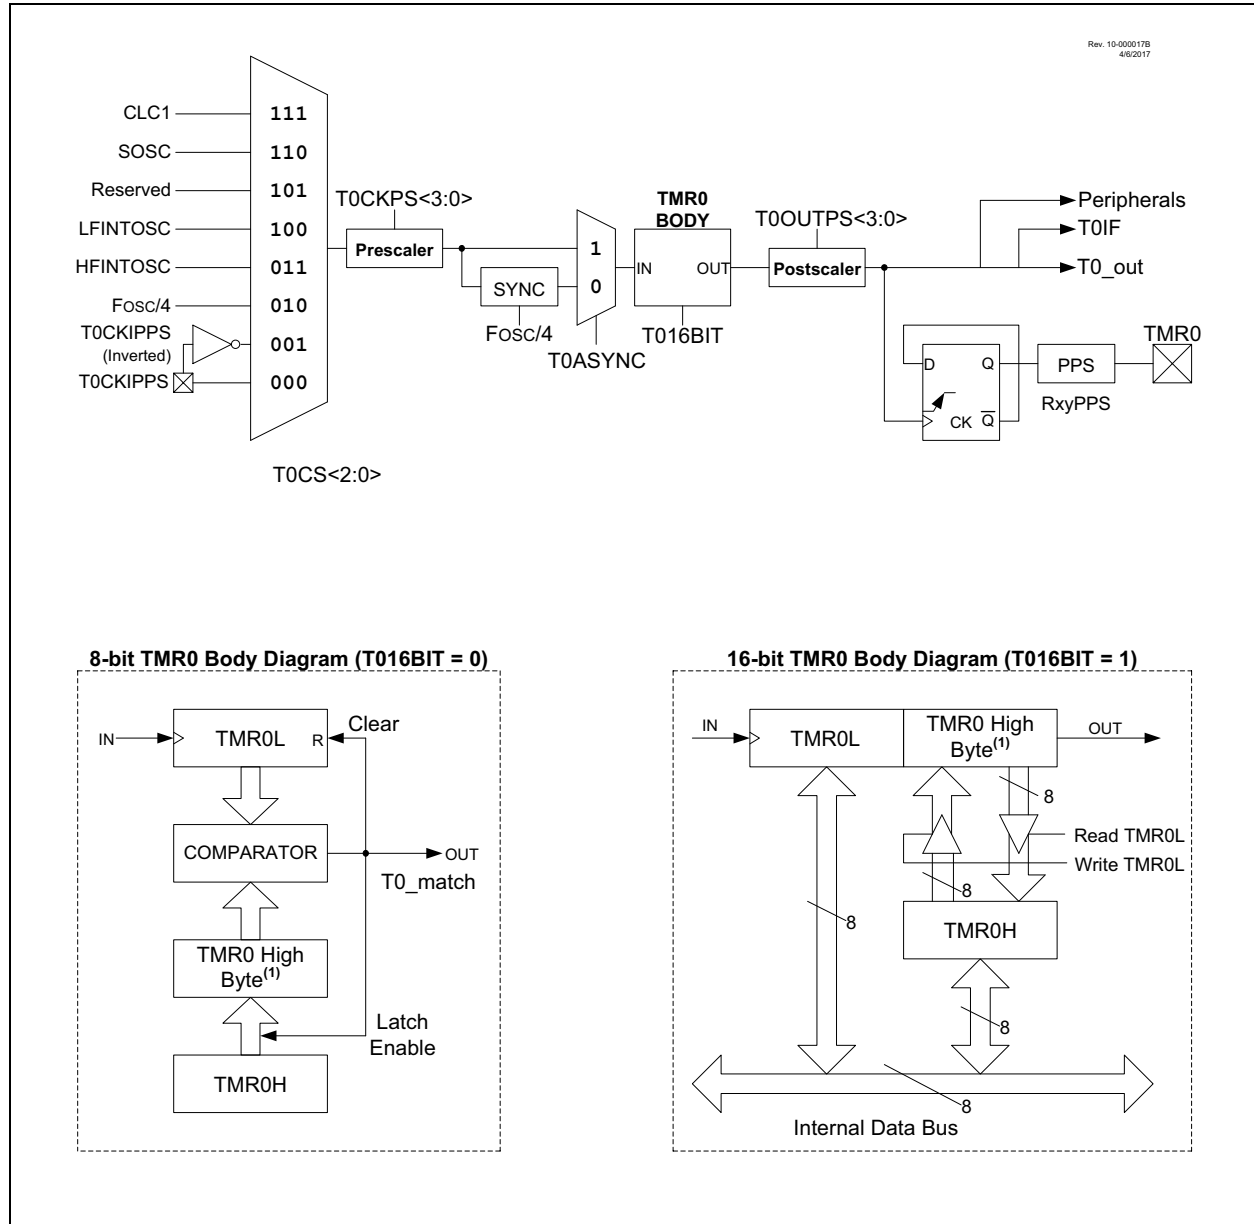 Rev. 10-000017B
4/6/2017
CLC1
111
SOSC
110
Reserved
101
LFINTOSC
100
HFINTOSC
011
FOSC/4
010
T0CKIPPS
(Inverted)
001
T0CKIPPS
000
T0CS<2:0>
T0CKPS<3:0>
Prescaler
SYNC
FOSC/4
1
0
T0ASYNC
TMR0
BODY
IN
OUT
T016BIT
T0OUTPS<3:0>
Postscaler
Peripherals
T0IF
T0_out
D
Q
CK
Q
PPS
RxyPPS
TMR0
8-bit TMR0 Body Diagram (T016BIT = 0)
IN
TMR0L
R
Clear
COMPARATOR
OUT
T0_match
TMR0 High
Byte(1)
Latch
Enable
TMR0H
16-bit TMR0 Body Diagram (T016BIT = 1)
IN
TMR0L
TMR0 High
Byte(1)
OUT
8
Read TMR0L
Write TMR0L
8
TMR0H
8
8
8
Internal Data Bus